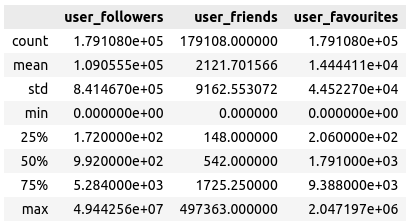 user_followers user_friends user_favourites
count 1.791080e+05 179108.000000 1.791080e+05
mean 1.090555e+05 2121.701566 1.444411e+04
std 8.414670e+05 9162.553072 4.452270e+04
min 0.000000e+00 0.000000 0.000000e+00
25% 1.720000e+02 148.000000 2.060000e+02
50% 9.920000e+02 542.000000 1.791000e+03
75% 5.284000e+03 1725.250000 9.388000e+03
max 4.944256e+07 497363.000000 2.047197e+06